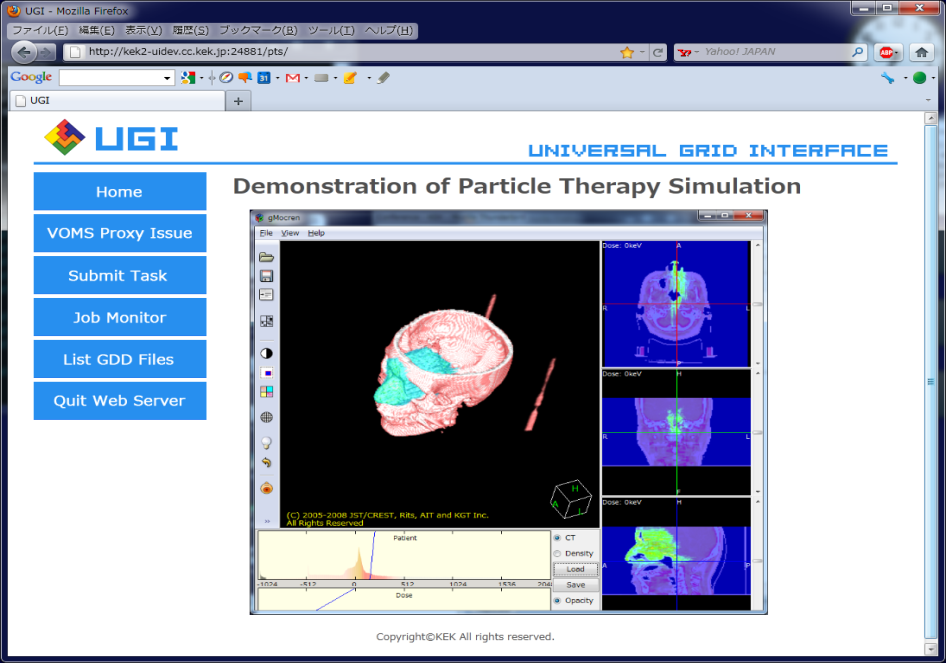 UGI - Mozilla Firefox
ファイル(F) 編集(E) 表示(V) 履歴(S) ブックマーク(B) ツール(T) ヘルプ(H)
http://kek2-uidev.cc.kek.jp:24881/pts/
Yahoo! JAPAN
ABP
Google
31
UGI
UGI
UNIVERSAL GRID INTERFACE
Home
VOMS Proxy Issue
Submit Task
Job Monitor
List GDD Files
Quit Web Server
Demonstration of Particle Therapy Simulation
gMocren
File View Help
Dose: 0keV
A
R
L
P
Dose: 0keV
H
R
L
F
Dose: 0keV
H
A
P
H
A
L
(C) 2005-2008 JST/CREST, Rits, AIT and KGT Inc.
All Rights Reserved
Patient
-1024 -512 0 512 1024 1536 204
Dose
CT
Density
Load
Save
Opacity
Copyright©KEK All rights reserved.